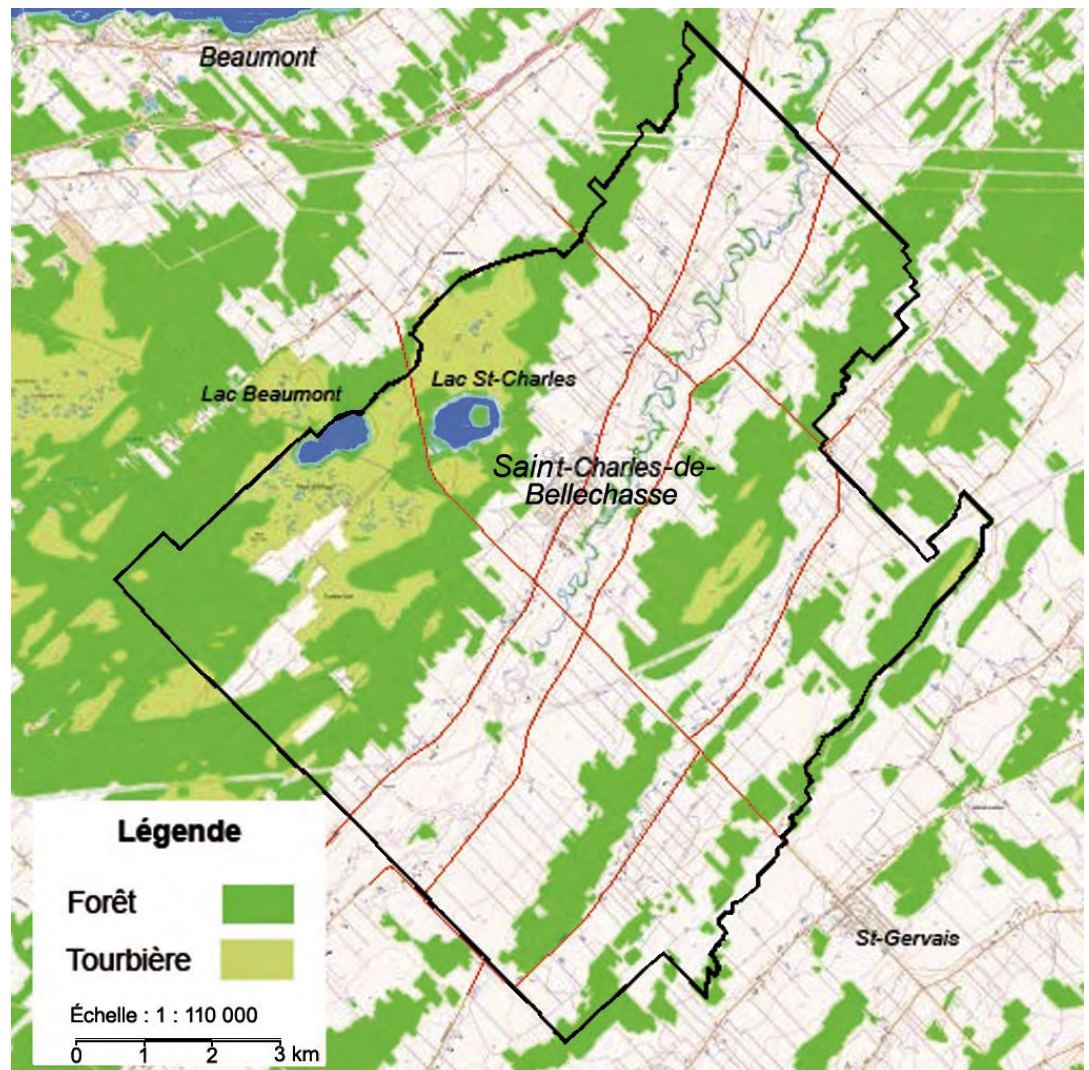 Beaumont
Lac Beaumont
Lac St-Charles
Saint-Charles-de-
Bellechasse
St-Gervais
Légende
Forêt
Tourbière
Échelle : 1 : 110 000
0 1 2 3 km